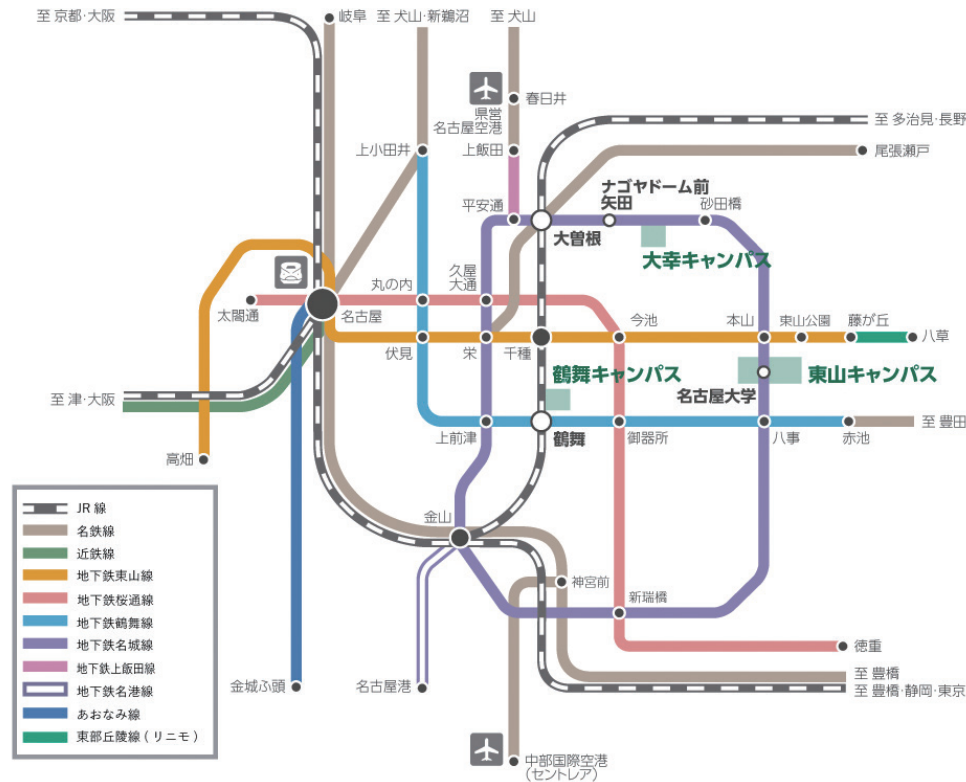 至 京都・大阪
岐阜
至 犬山・新鵜沼
至 犬山
春日井
県営
名古屋空港
至 多治見・長野
上小田井
上飯田
尾張瀬戸
ナゴヤドーム前
矢田
砂田橋
平安通
大曽根
大幸キャンパス
久屋
大通
丸の内
太閤通
名古屋
今池
本山
東山公園
藤が丘
八草
伏見
栄
千種
鶴舞キャンパス
東山キャンパス
名古屋大学
至 津・大阪
上前津
鶴舞
御器所
八事
赤池
至 豊田
高畑
金山
神宮前
新瑞橋
徳重
金城ふ頭
名古屋港
至 豊橋
至 豊橋・静岡・東京
中部国際空港
(セントレア)
JR 線
名鉄線
近鉄線
地下鉄東山線
地下鉄桜通線
地下鉄鶴舞線
地下鉄名城線
地下鉄上飯田線
地下鉄名港線
あおなみ線
東部丘陵線 ( リニモ )